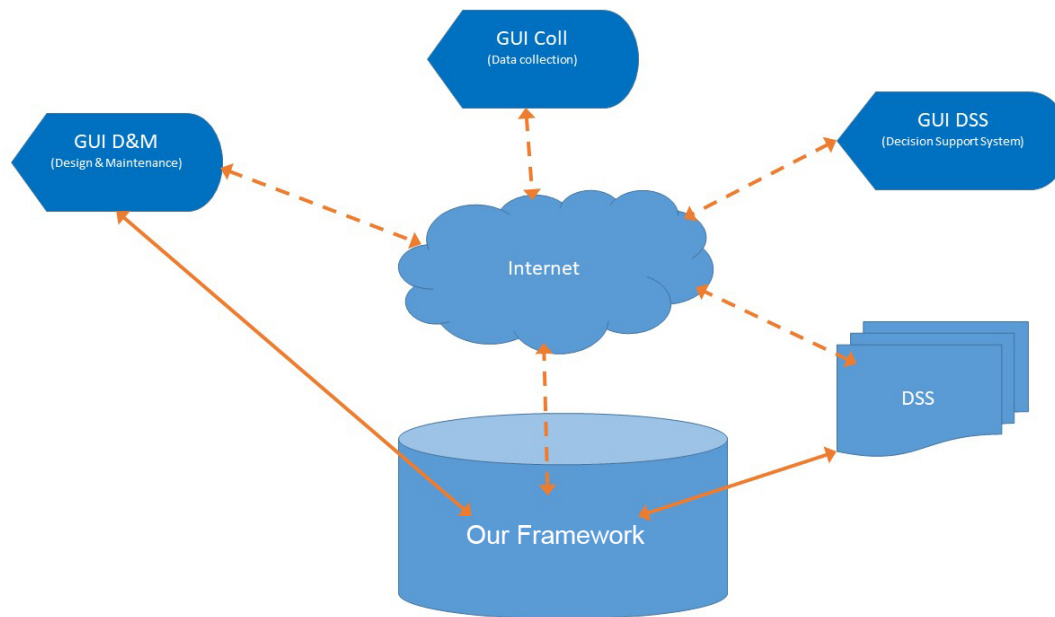 GUI Coll
(Data collection)
GUI D&M
(Design & Maintenance)
GUI DSS
(Decision Support System)
Internet
DSS
Our Framework